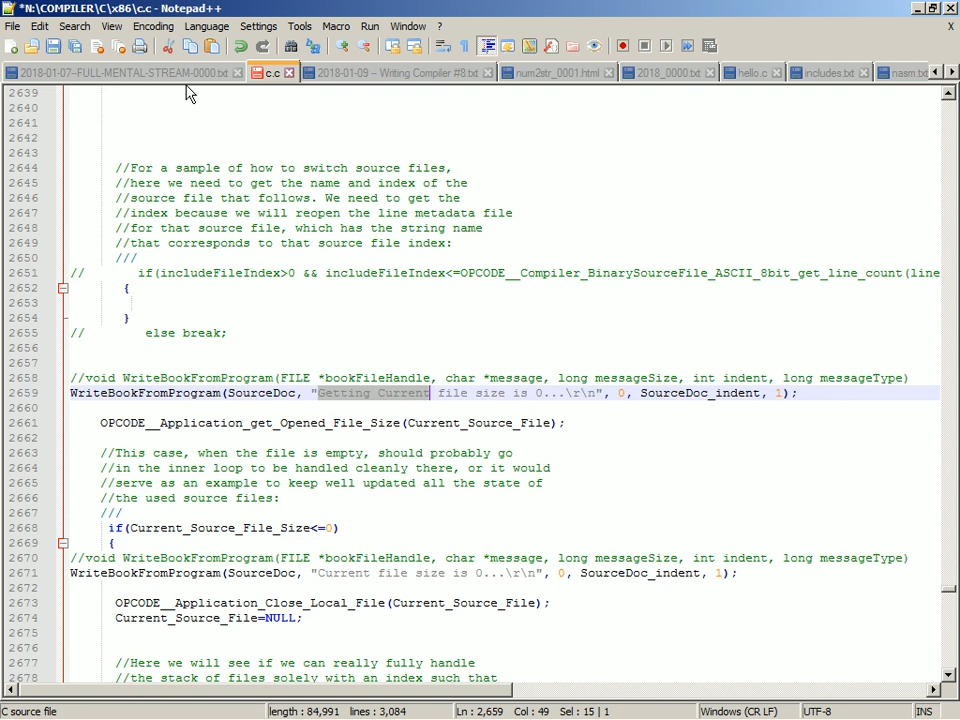 *N:\COMPILER\C\x86\c.c - Notepad++
File Edit Search View Encoding Language Settings Tools Macro Run Window ? X
2018-01-07-FULL-MENTAL-STREAM-0000.txt c.c 2018-01-09 -- Writing Compiler #8.txt num2str_0001.html 2018_0000.txt hello.c includes.txt nasm.txt
2639
2640
2641
2642
2643
2644 //For a sample of how to switch source files,
2645 //here we need to get the name and index of the
2646 //source file that follows. We need to get the
2647 //index because we will reopen the line metadata file
2648 //for that source file, which has the string name
2649 //that corresponds to that source file index:
2650 ///
2651 // if(includeFileIndex>0 && includeFileIndex<=OPCODE__Compiler_BinarySourceFile_ASCII_8bit_get_line_count(line
2652 {
2653
2654 }
2655 // else break;
2656
2657
2658 //void WriteBookFromProgram(FILE *bookFileHandle, char *message, long messageSize, int indent, long messageType)
2659 WriteBookFromProgram(SourceDoc, "Getting Current file size is 0...\r\n", 0, SourceDoc_indent, 1);
2660
2661 OPCODE__Application_get_Opened_File_Size(Current_Source_File);
2662
2663 //This case, when the file is empty, should probably go
2664 //in the inner loop to be handled cleanly there, or it would
2665 //serve as an example to keep well updated all the state of
2666 //the used source files:
2667 ///
2668 if(Current_Source_File_Size<=0)
2669 {
2670 //void WriteBookFromProgram(FILE *bookFileHandle, char *message, long messageSize, int indent, long messageType)
2671 WriteBookFromProgram(SourceDoc, "Current file size is 0...\r\n", 0, SourceDoc_indent, 1);
2672
2673 OPCODE__Application_Close_Local_File(Current_Source_File);
2674 Current_Source_File=NULL;
2675
2676
2677 //Here we will see if we can really fully handle
2678 //the stack of files solely with an index such that
C source file length : 84,991 lines : 3,084 Ln : 2,659 Col : 49 Sel : 15 | 1 Windows (CR LF) UTF-8 INS